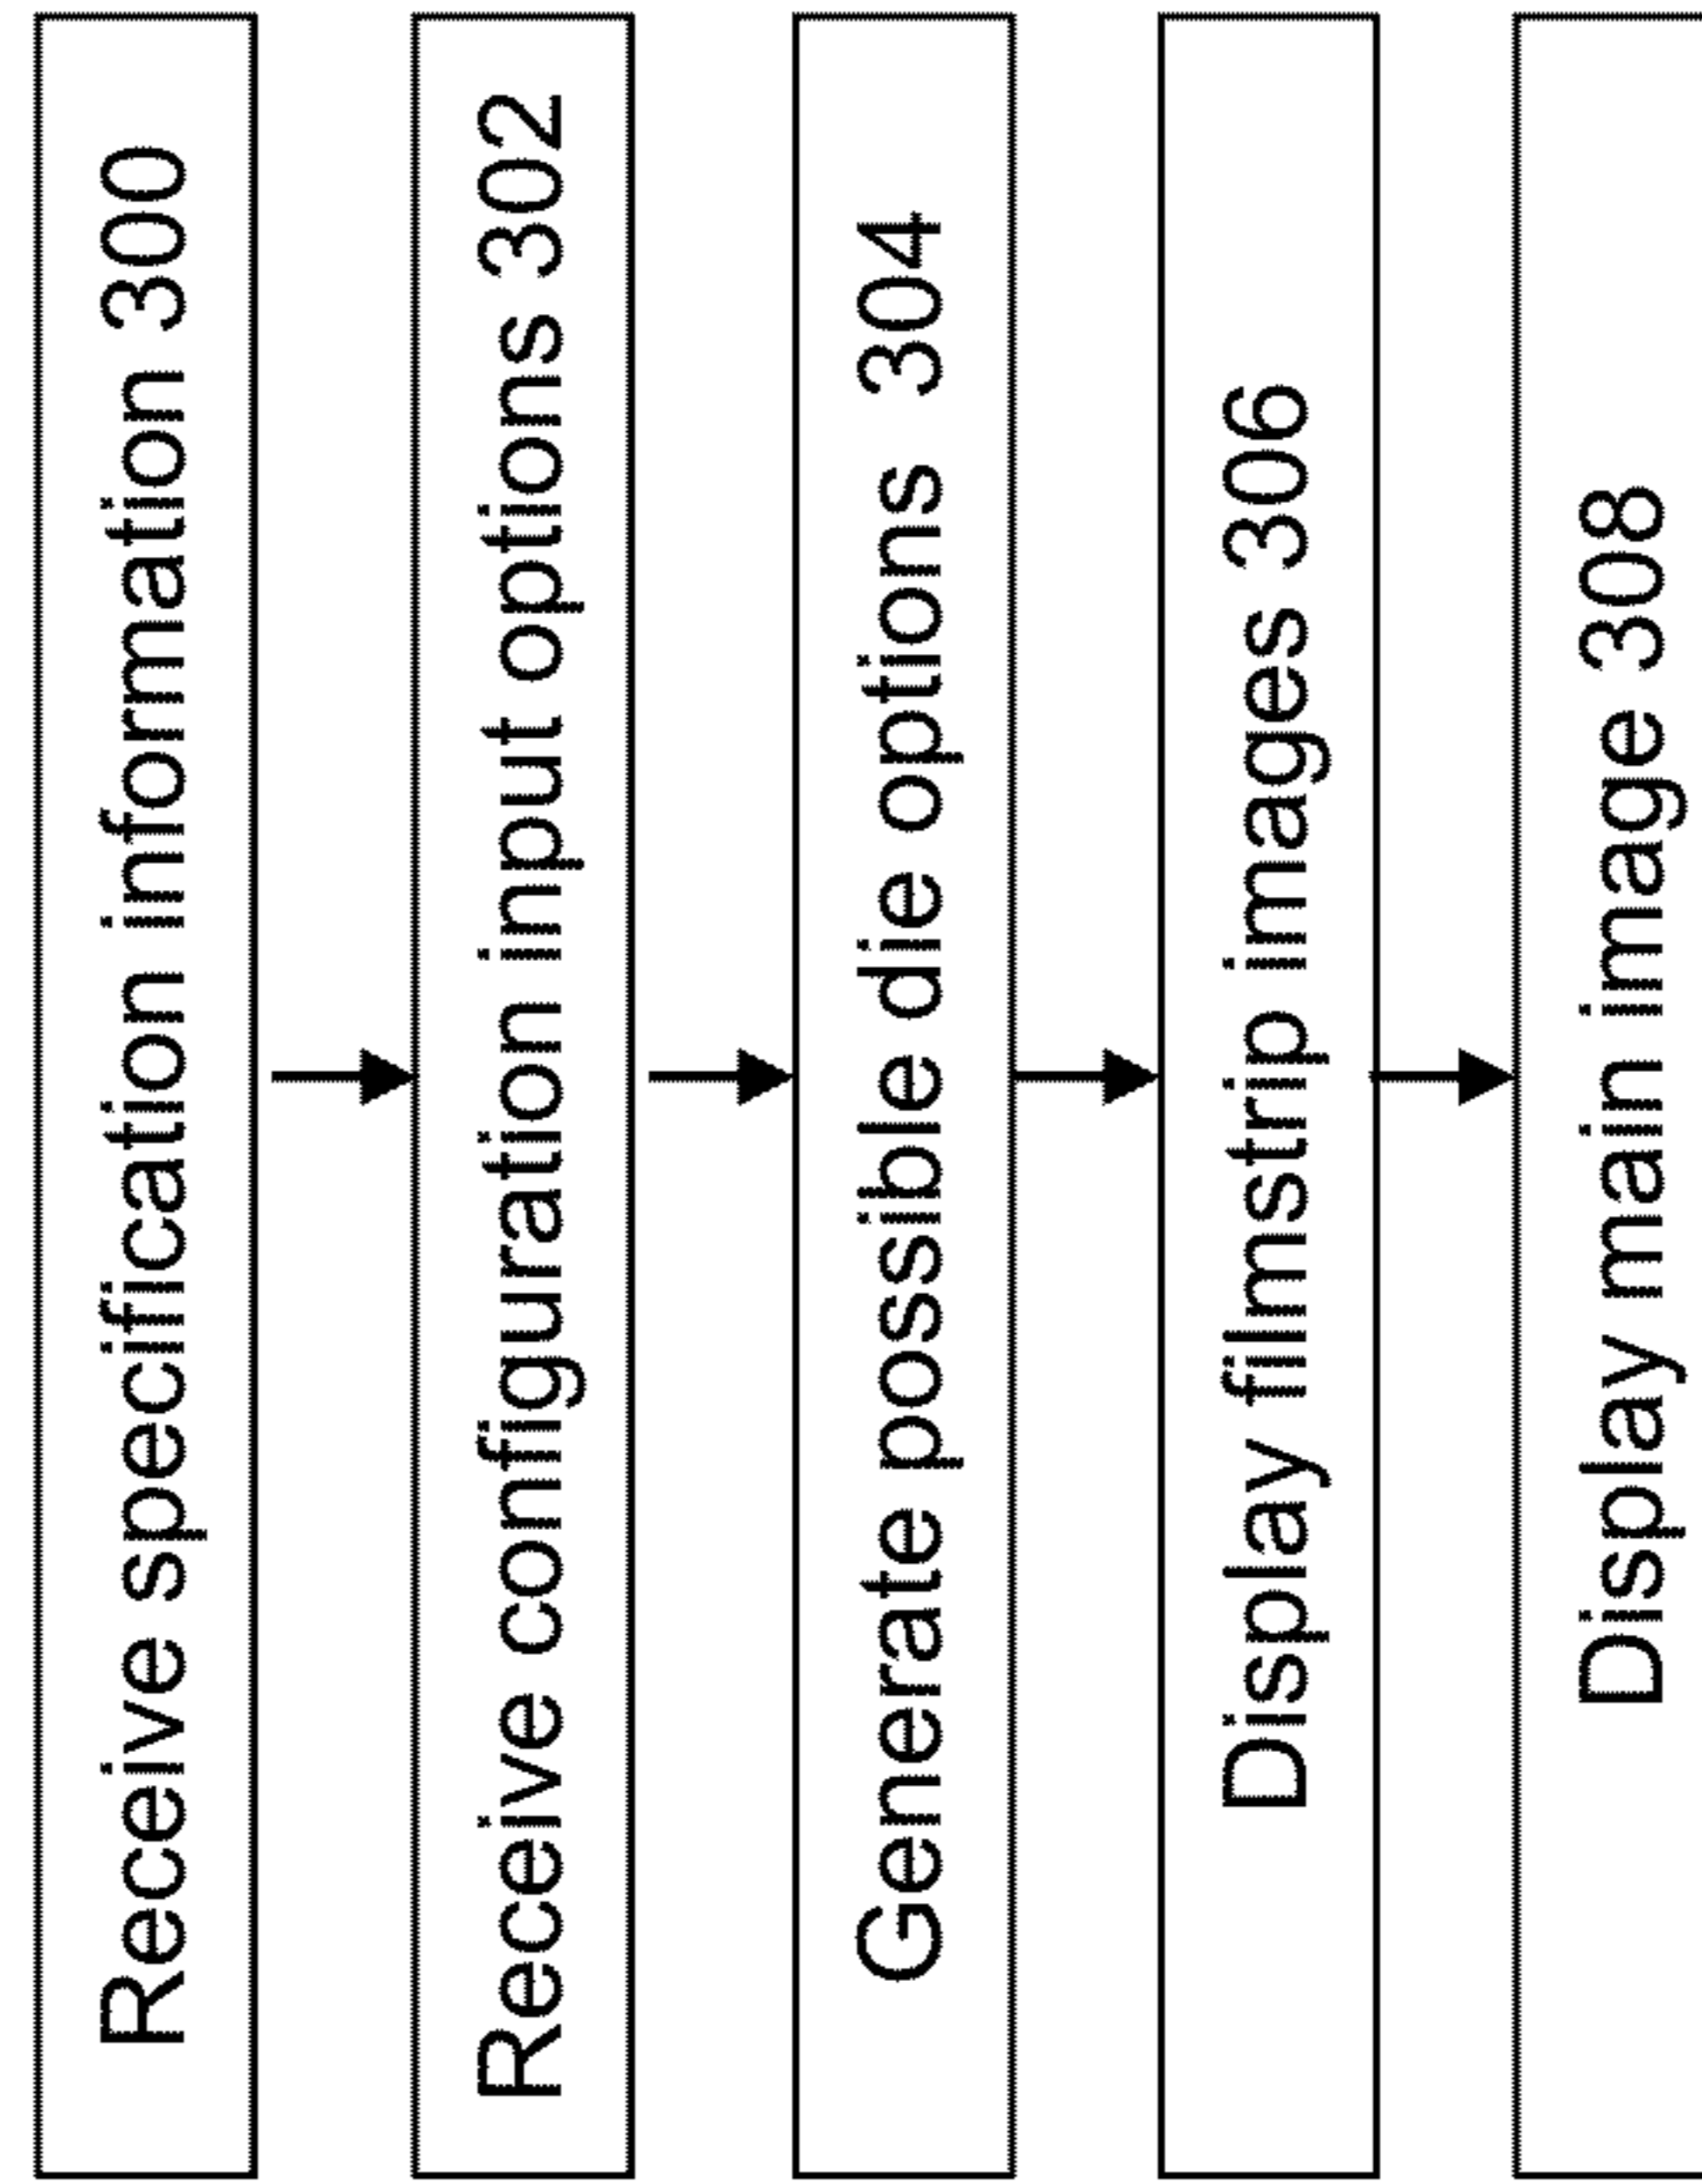 Receive specification information 300
Receive configuration input options 302
Generate possible die options 304
Display filmstrip images 306
Display main image 308